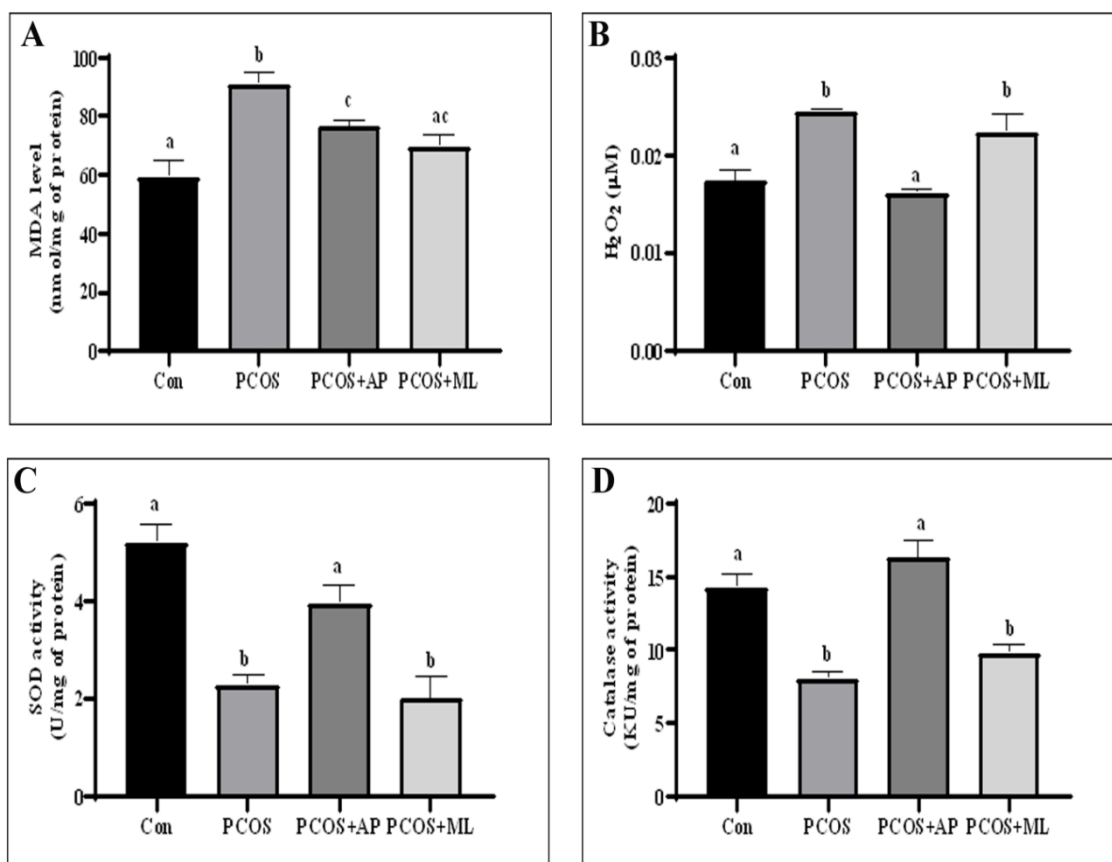 A
MDA level
(nmol/mg of protein)
100
80
60
40
20
0
a
b
c
ac
Con
PCOS
PCOS+AP
PCOS+ML
B
H₂O₂ (μM)
0.03
0.02
0.01
0.00
a
b
a
b
Con
PCOS
PCOS+AP
PCOS+ML
C
SOD activity
(U/mg of protein)
6
4
2
0
a
b
a
b
Con
PCOS
PCOS+AP
PCOS+ML
D
Catalase activity
(KU/mg of protein)
20
15
10
5
0
a
b
a
b
Con
PCOS
PCOS+AP
PCOS+ML